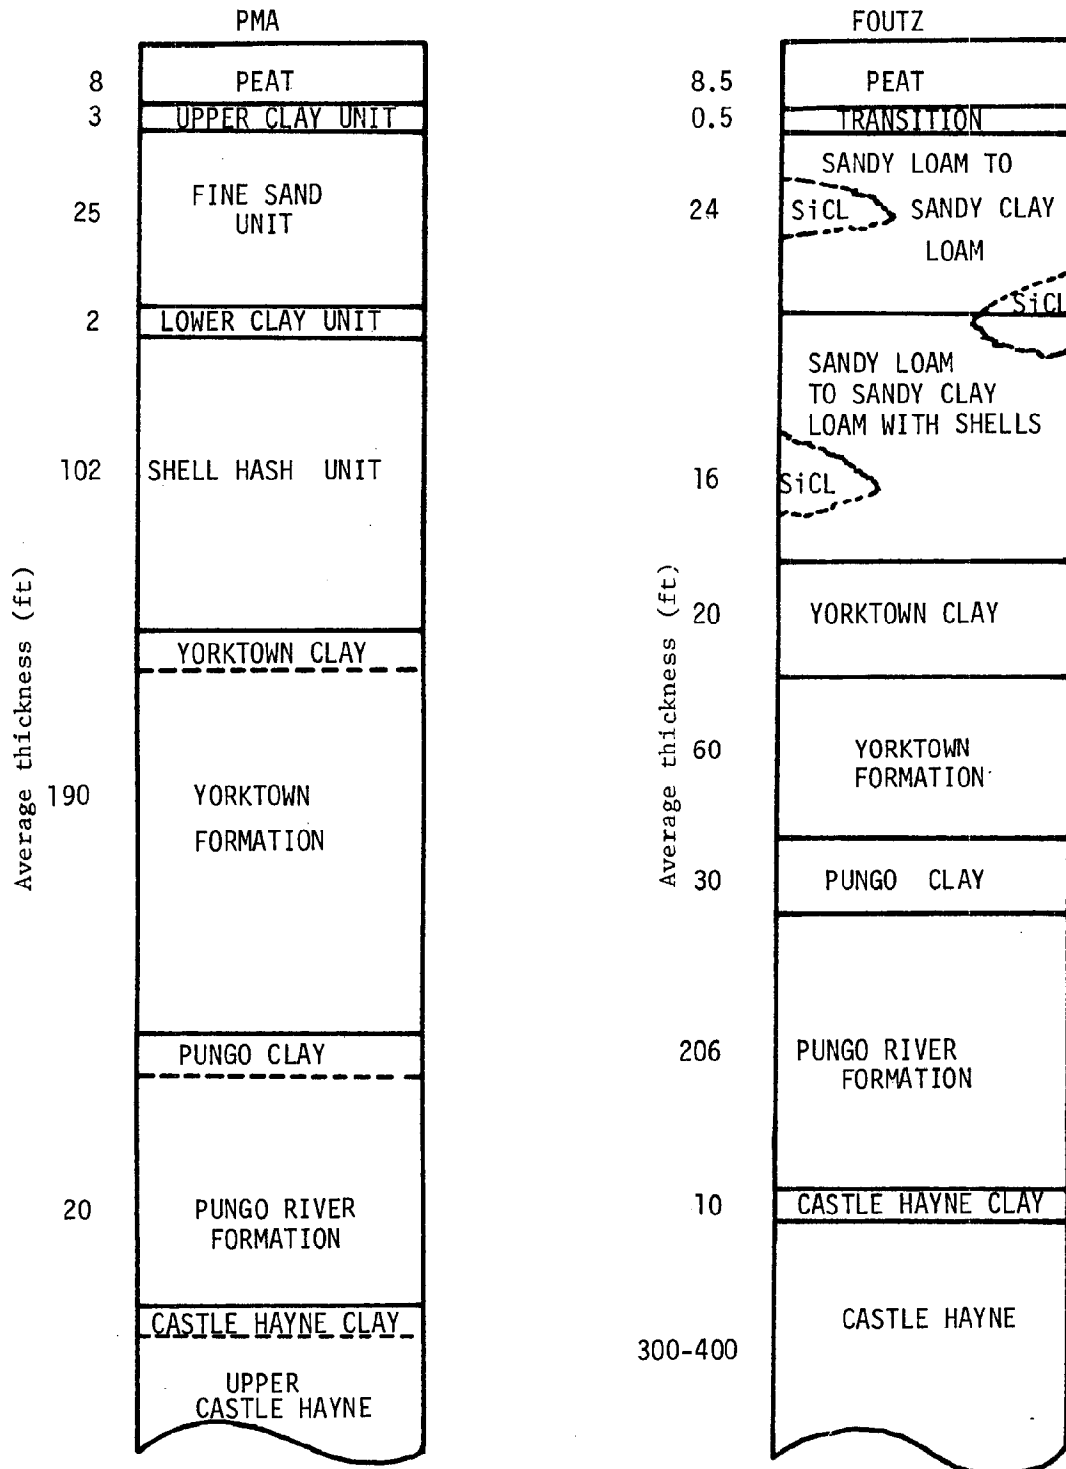 PMA
8
PEAT
3
UPPER CLAY UNIT
25
FINE SAND
UNIT
2
LOWER CLAY UNIT
102
SHELL HASH UNIT
YORKTOWN CLAY
Average thickness (ft)
190
YORKTOWN
FORMATION
PUNGO CLAY
20
PUNGO RIVER
FORMATION
CASTLE HAYNE CLAY
UPPER
CASTLE HAYNE
FOUTZ
8.5
PEAT
0.5
TRANSITION
SANDY LOAM TO
24
SiCL
SANDY CLAY
LOAM
SiCL
SANDY LOAM
TO SANDY CLAY
LOAM WITH SHELLS
16
SiCL
20
YORKTOWN CLAY
Average thickness (ft)
60
YORKTOWN
FORMATION
30
PUNGO CLAY
206
PUNGO RIVER
FORMATION
10
CASTLE HAYNE CLAY
CASTLE HAYNE
300-400